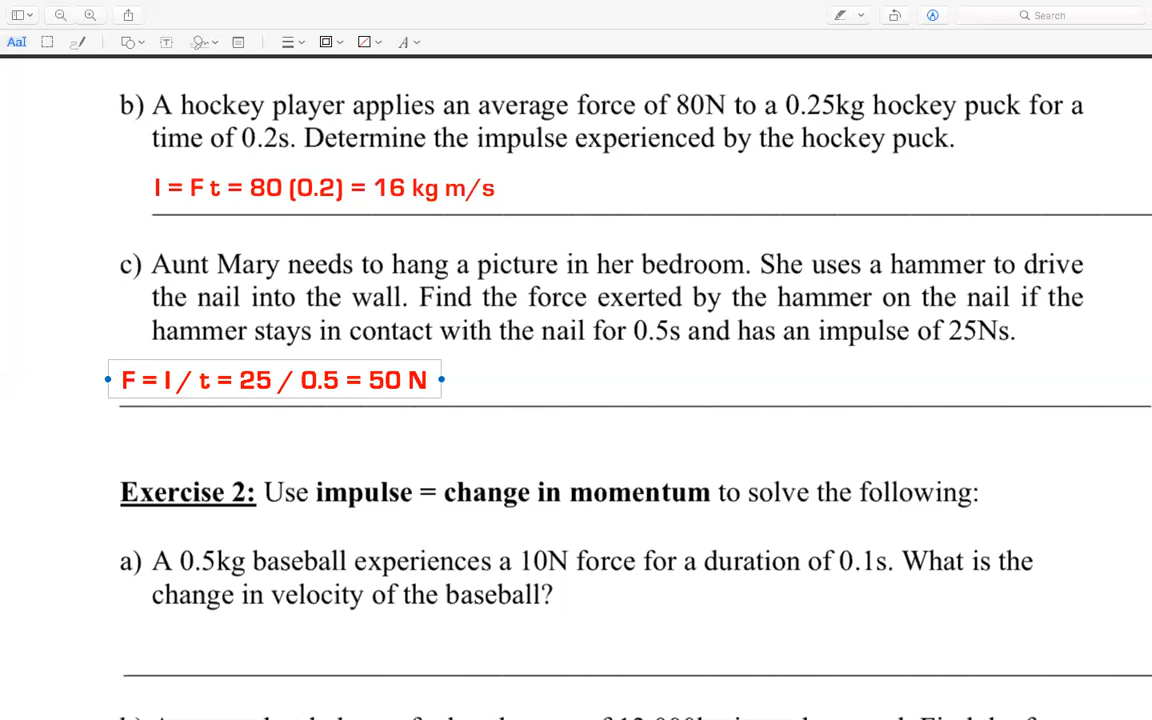 AaI
A
Search
b) A hockey player applies an average force of 80N to a 0.25kg hockey puck for a
time of 0.2s. Determine the impulse experienced by the hockey puck.
I = F t = 80 (0.2) = 16 kg m/s
c) Aunt Mary needs to hang a picture in her bedroom. She uses a hammer to drive
the nail into the wall. Find the force exerted by the hammer on the nail if the
hammer stays in contact with the nail for 0.5s and has an impulse of 25Ns.
F = I / t = 25 / 0.5 = 50 N
Exercise 2: Use impulse = change in momentum to solve the following:
a) A 0.5kg baseball experiences a 10N force for a duration of 0.1s. What is the
change in velocity of the baseball?